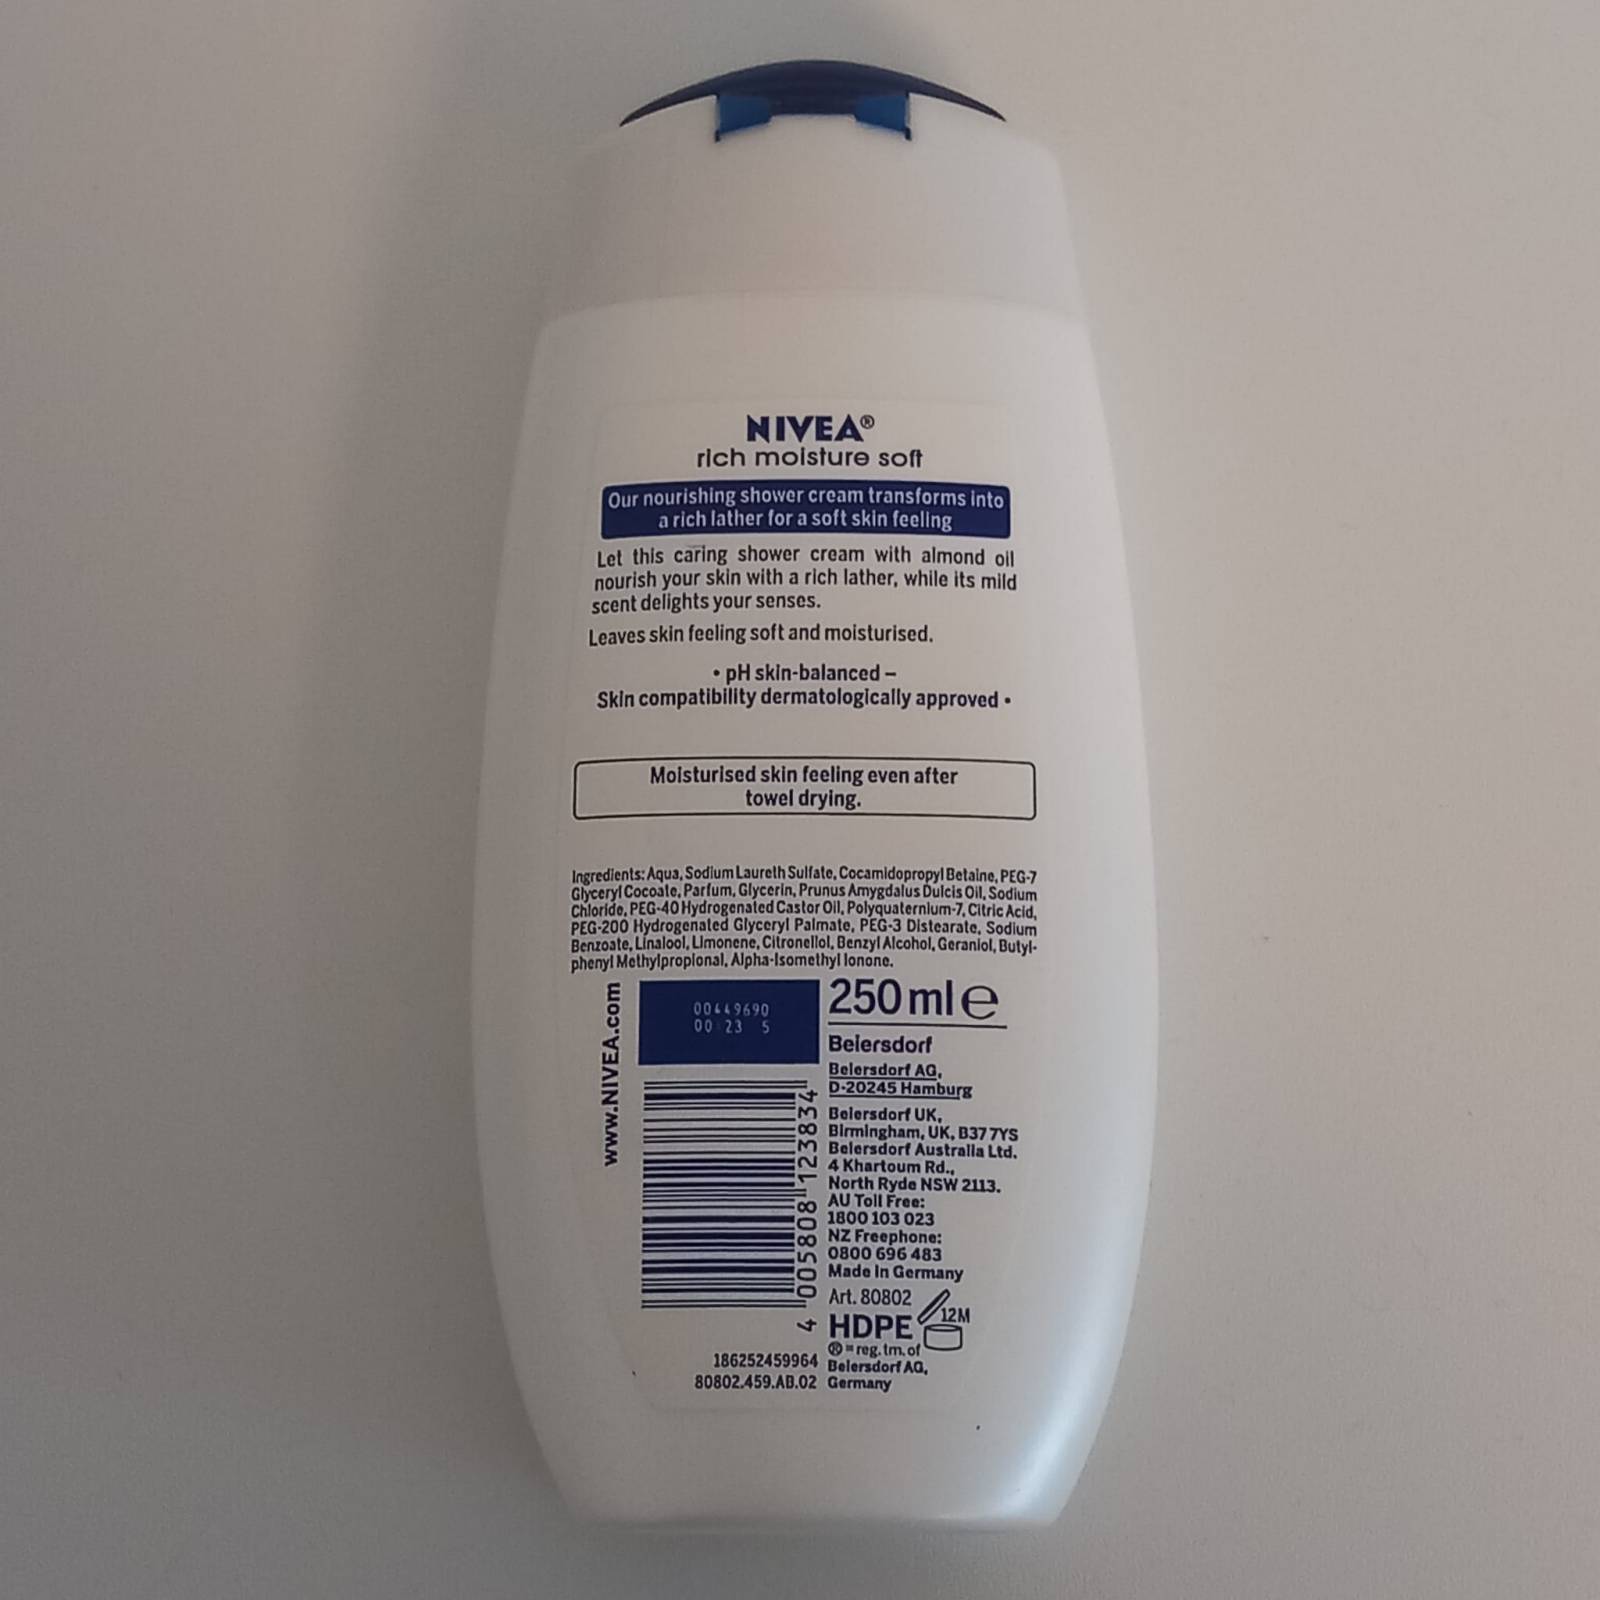 NIVEA®
rich moisture soft
Our nourishing shower cream transforms into
a rich lather for a soft skin feeling
Let this caring shower cream with almond oil
nourish your skin with a rich lather, while its mild
scent delights your senses.
Leaves skin feeling soft and moisturised.
• pH skin-balanced –
Skin compatibility dermatologically approved •
Moisturised skin feeling even after
towel drying.
Ingredients: Aqua, Sodium Laureth Sulfate, Cocamidopropyl Betaine, PEG-7
Glyceryl Cocoate, Parfum, Glycerin, Prunus Amygdalus Dulcis Oil, Sodium
Chloride, PEG-40 Hydrogenated Castor Oil, Polyquaternium-7, Citric Acid,
PEG-200 Hydrogenated Glyceryl Palmate, PEG-3 Distearate, Sodium
Benzoate, Linalool, Limonene, Citronellol, Benzyl Alcohol, Geraniol, Butyl-
phenyl Methylpropional, Alpha-Isomethyl Ionone.
www.NIVEA.com
00449690
00 23 5
4 005808 123834
186252459964
80802.459.AB.02
250 ml e
Beiersdorf
Beiersdorf AG,
D-20245 Hamburg
Beiersdorf UK,
Birmingham, UK, B37 7YS
Beiersdorf Australia Ltd.
4 Khartoum Rd.,
North Ryde NSW 2113.
AU Toll Free:
1800 103 023
NZ Freephone:
0800 696 483
Made in Germany
Art. 80802
12M
HDPE
® = reg. tm. of
Beiersdorf AG,
Germany